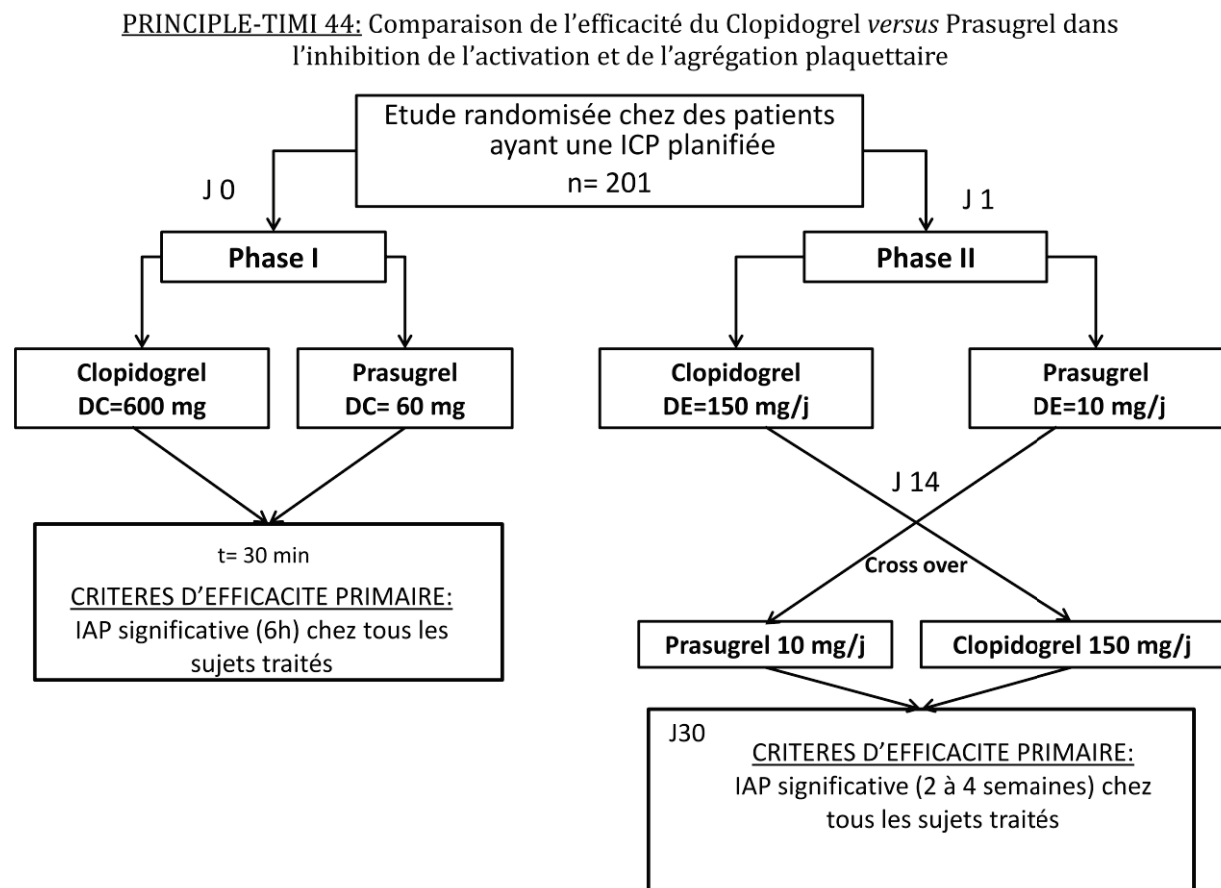 PRINCIPLE-TIMI 44: Comparaison de l’efficacité du Clopidogrel versus Prasugrel dans
l’inhibition de l’activation et de l’agrégation plaquettaire
Etude randomisée chez des patients
ayant une ICP planifiée
n= 201
J 0
J 1
Phase I
Phase II
Clopidogrel
DC=600 mg
Prasugrel
DC= 60 mg
Clopidogrel
DE=150 mg/j
Prasugrel
DE=10 mg/j
J 14
Cross over
t= 30 min
CRITERES D’EFFICACITE PRIMAIRE:
IAP significative (6h) chez tous les
sujets traités
Prasugrel 10 mg/j
Clopidogrel 150 mg/j
J30
CRITERES D’EFFICACITE PRIMAIRE:
IAP significative (2 à 4 semaines) chez
tous les sujets traités